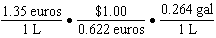 1.35 euros/1 L • $1.00/0.622 euros • 0.264 gal/1 L